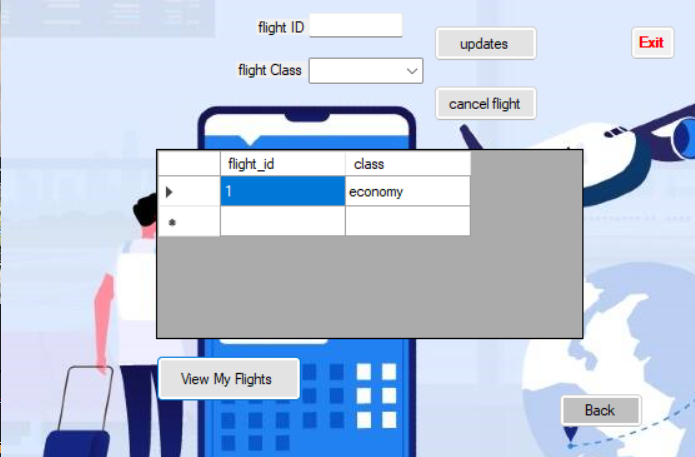 flight ID
updates
Exit
flight Class
cancel flight
flight_id class
1 economy
View My Flights
Back